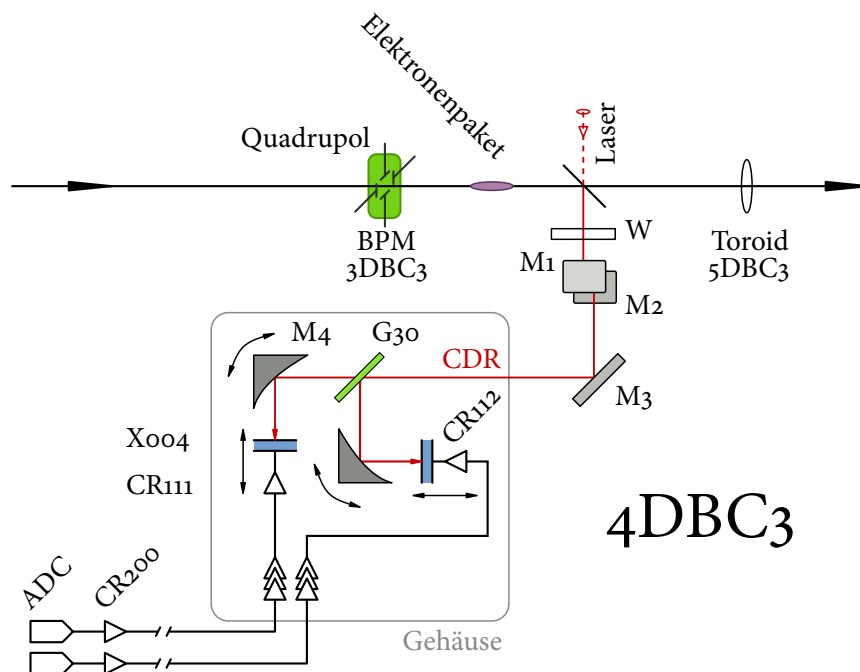 Elektronenpaket
Laser
Quadrupol
BPM
3DBC3
W
Toroid
5DBC3
M1
M2
M4
G30
CDR
M3
CR112
X004
CR111
4DBC3
ADC
CR200
Gehäuse